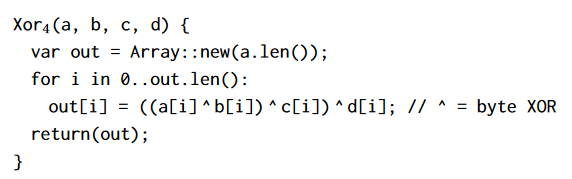 Xor₄(a, b, c, d) {
  var out = Array::new(a.len());
  for i in 0..out.len():
    out[i] = ((a[i]^b[i])^c[i])^d[i]; // ^ = byte XOR
  return(out);
}